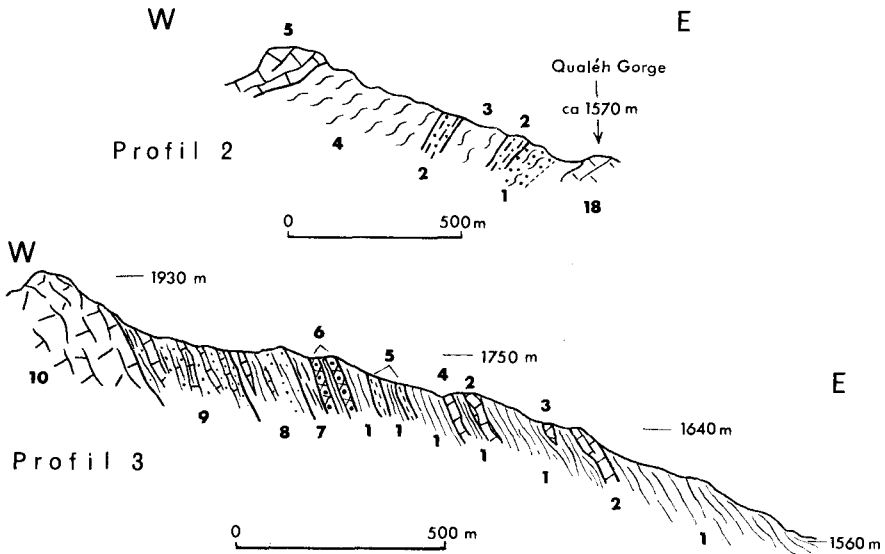 W E
5
Qualéh Gorge
ca 1570 m
3
2
4
Profil 2
2
1
18
0 500 m
W
1930 m
6
1750 m
5
4 2
E
3
10
1640 m
9
8 7 1 1 1 1
1
Profil 3
2
1
1560 m
0 500 m